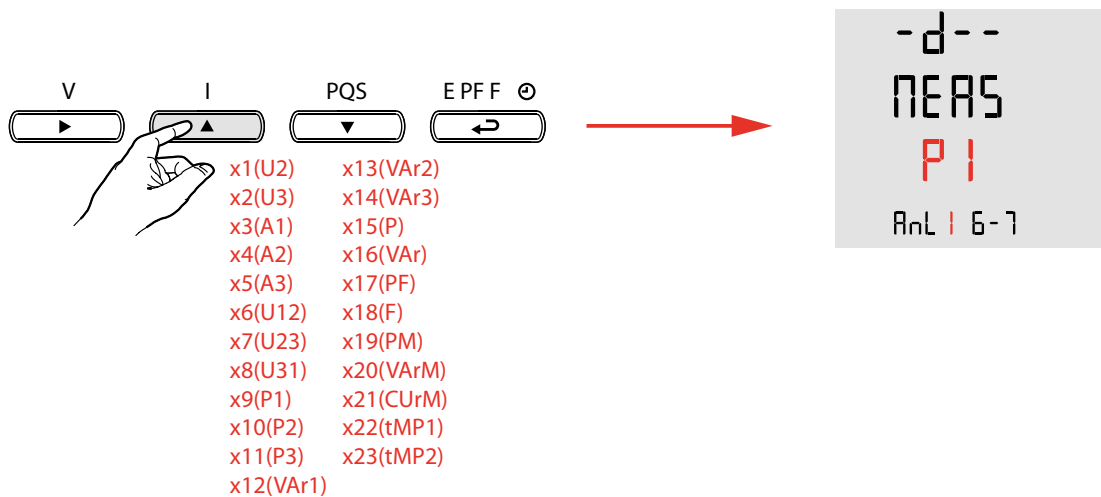 V I PQS E PF F
x1(U2) x13(VAr2)
x2(U3) x14(VAr3)
x3(A1) x15(P)
x4(A2) x16(VAr)
x5(A3) x17(PF)
x6(U12) x18(F)
x7(U23) x19(PM)
x8(U31) x20(VArM)
x9(P1) x21(CUrM)
x10(P2) x22(tMP1)
x11(P3) x23(tMP2)
x12(VAr1)
-d--
MEAS
P1
AnL 1 6-7